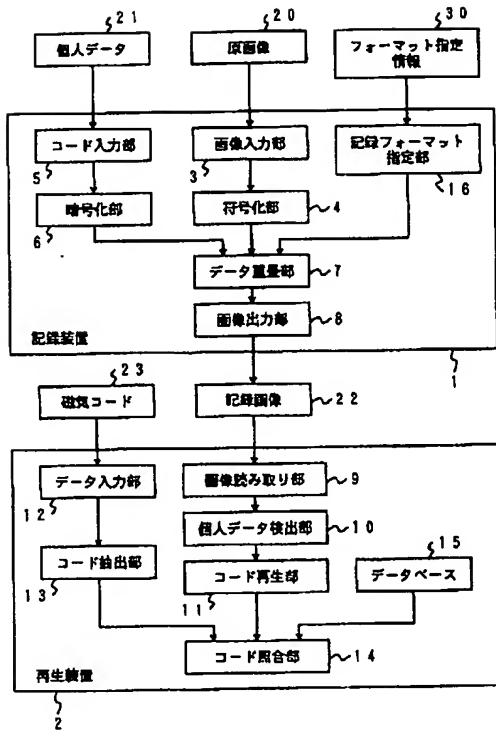 21
20
30
個人データ
原画像
フォーマット指定
情報
コード入力部
画像入力部
記録フォーマット
指定部
5
3
16
暗号化部
符号化部
4
6
データ重畳部
7
画像出力部
8
記録装置
1
23
磁気コード
記録画像
22
データ入力部
画像読み取り部
9
12
個人データ検出部
10
15
コード抽出部
コード再生部
データベース
13
11
コード照合部
14
再生装置
2